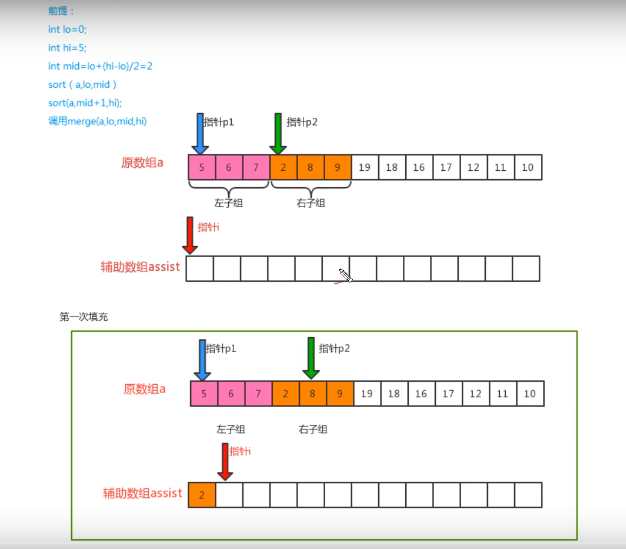 前提：
int lo=0;
int hi=5;
int mid=lo+(hi-lo)/2=2
sort（a,lo,mid）
sort(a,mid+1,hi);
调用merge(a,lo,mid,hi)
指针p1 指针p2
原数组a 5 6 7 2 8 9 19 18 16 17 12 11 10
左子组 右子组
指针i
辅助数组assist
第一次填充
指针p1 指针p2
原数组a 5 6 7 2 8 9 19 18 16 17 12 11 10
左子组 右子组
指针i
辅助数组assist 2